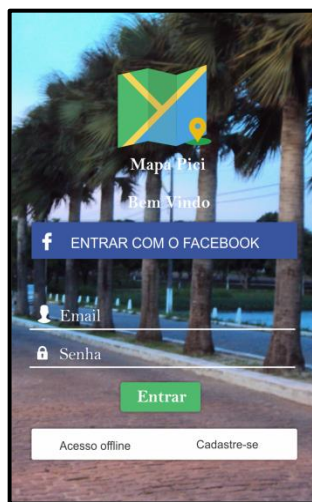 Mapa Pici
Bem Vindo
ENTRAR COM O FACEBOOK
Email
Senha
Entrar
Acesso offline Cadastre-se